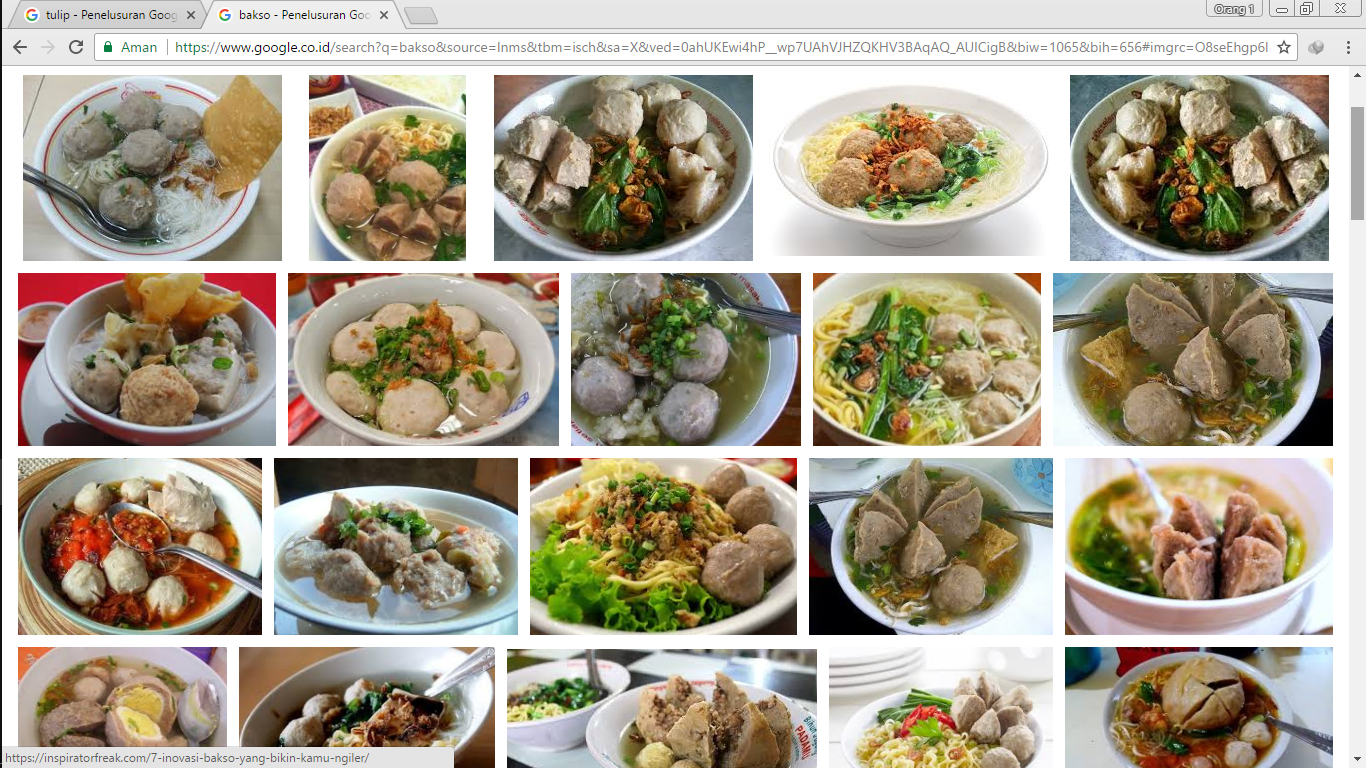 tulip - Penelusuran Goog
bakso - Penelusuran Goo
Orang 1
Aman
https://www.google.co.id/search?q=bakso&source=lnms&tbm=isch&sa=X&ved=0ahUKEwi4hP__wp7UAhVJHZQKHV3BAqAQ_AUICigB&biw=1065&bih=656#imgrc=O8seEhgp6l
PADANU
https://inspiratorfreak.com/7-inovasi-bakso-yang-bikin-kamu-ngiler/